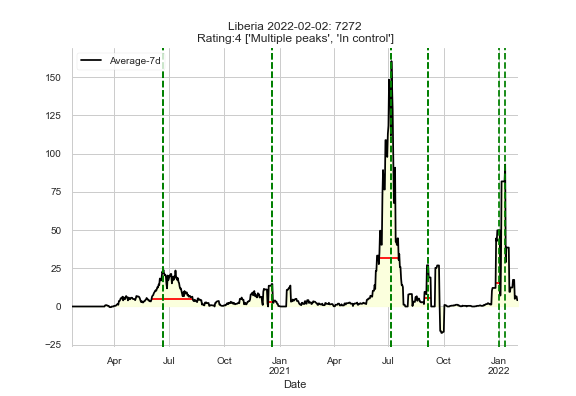 Liberia 2022-02-02: 7272
Rating:4 ['Multiple peaks', 'In control']
Average-7d
150
125
100
75
50
25
0
−25
Apr
Jul
Oct
Jan
2021
Apr
Jul
Oct
Jan
2022
Date